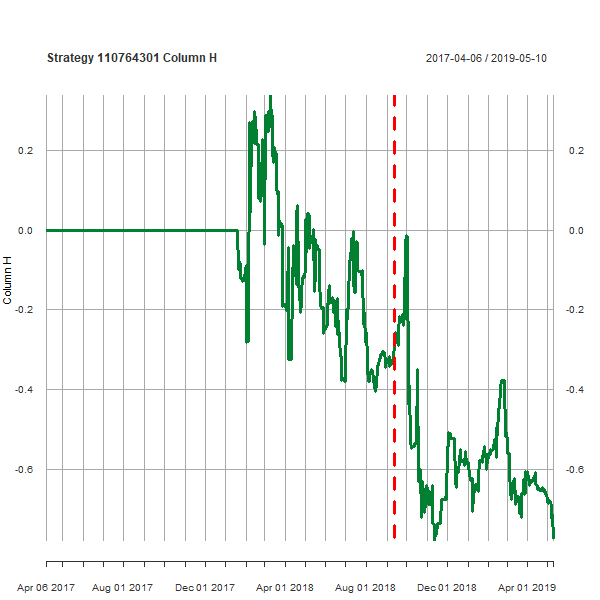 Strategy 110764301 Column H
2017-04-06 / 2019-05-10
0.2 0.2
0.0 0.0
-0.2 -0.2
-0.4 -0.4
-0.6 -0.6
Column H
Apr 06 2017 Aug 01 2017 Dec 01 2017 Apr 01 2018 Aug 01 2018 Dec 01 2018 Apr 01 2019